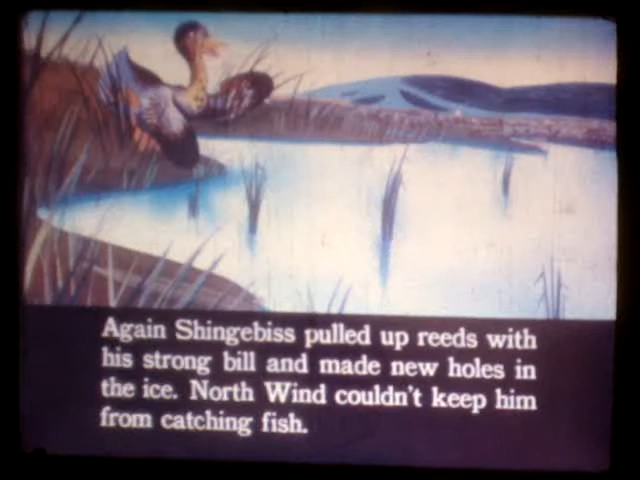 Again Shingebiss pulled up reeds with
his strong bill and made new holes in
the ice. North Wind couldn't keep him
from catching fish.